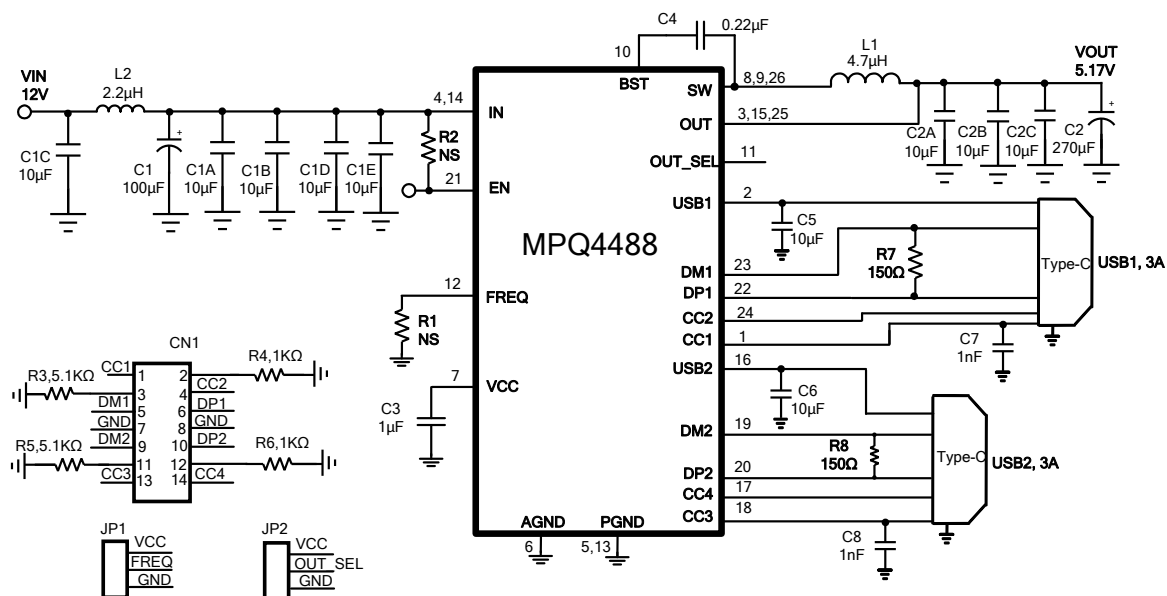 C4
0.22µF
10
BST
VIN
12V
L2
2.2µH
4,14
IN
SW
8,9,26
L1
4.7µH
VOUT
5.17V
OUT
3,15,25
C1C
10µF
C1
100µF
C1A
10µF
C1B
10µF
C1D
10µF
C1E
10µF
R2
NS
21
EN
OUT_SEL
11
C2A
10µF
C2B
10µF
C2C
10µF
C2
270µF
USB1
2
C5
10µF
MPQ4488
R7
150Ω
Type-C
USB1, 3A
DM1
23
DP1
22
CC2
24
CC1
1
C7
1nF
12
FREQ
R1
NS
7
VCC
C3
1µF
USB2
16
C6
10µF
DM2
19
R8
150Ω
Type-C
USB2, 3A
DP2
20
CC4
17
CC3
18
C8
1nF
AGND
PGND
6
5,13
CN1
CC1
1
2
R4,1KΩ
R3,5.1KΩ
3
4
CC2
DM1
5
6
DP1
GND
7
8
GND
DM2
9
10
DP2
R5,5.1KΩ
11
12
R6,1KΩ
CC3
13
14
CC4
JP1
VCC
FREQ
GND
JP2
VCC
OUT_SEL
GND